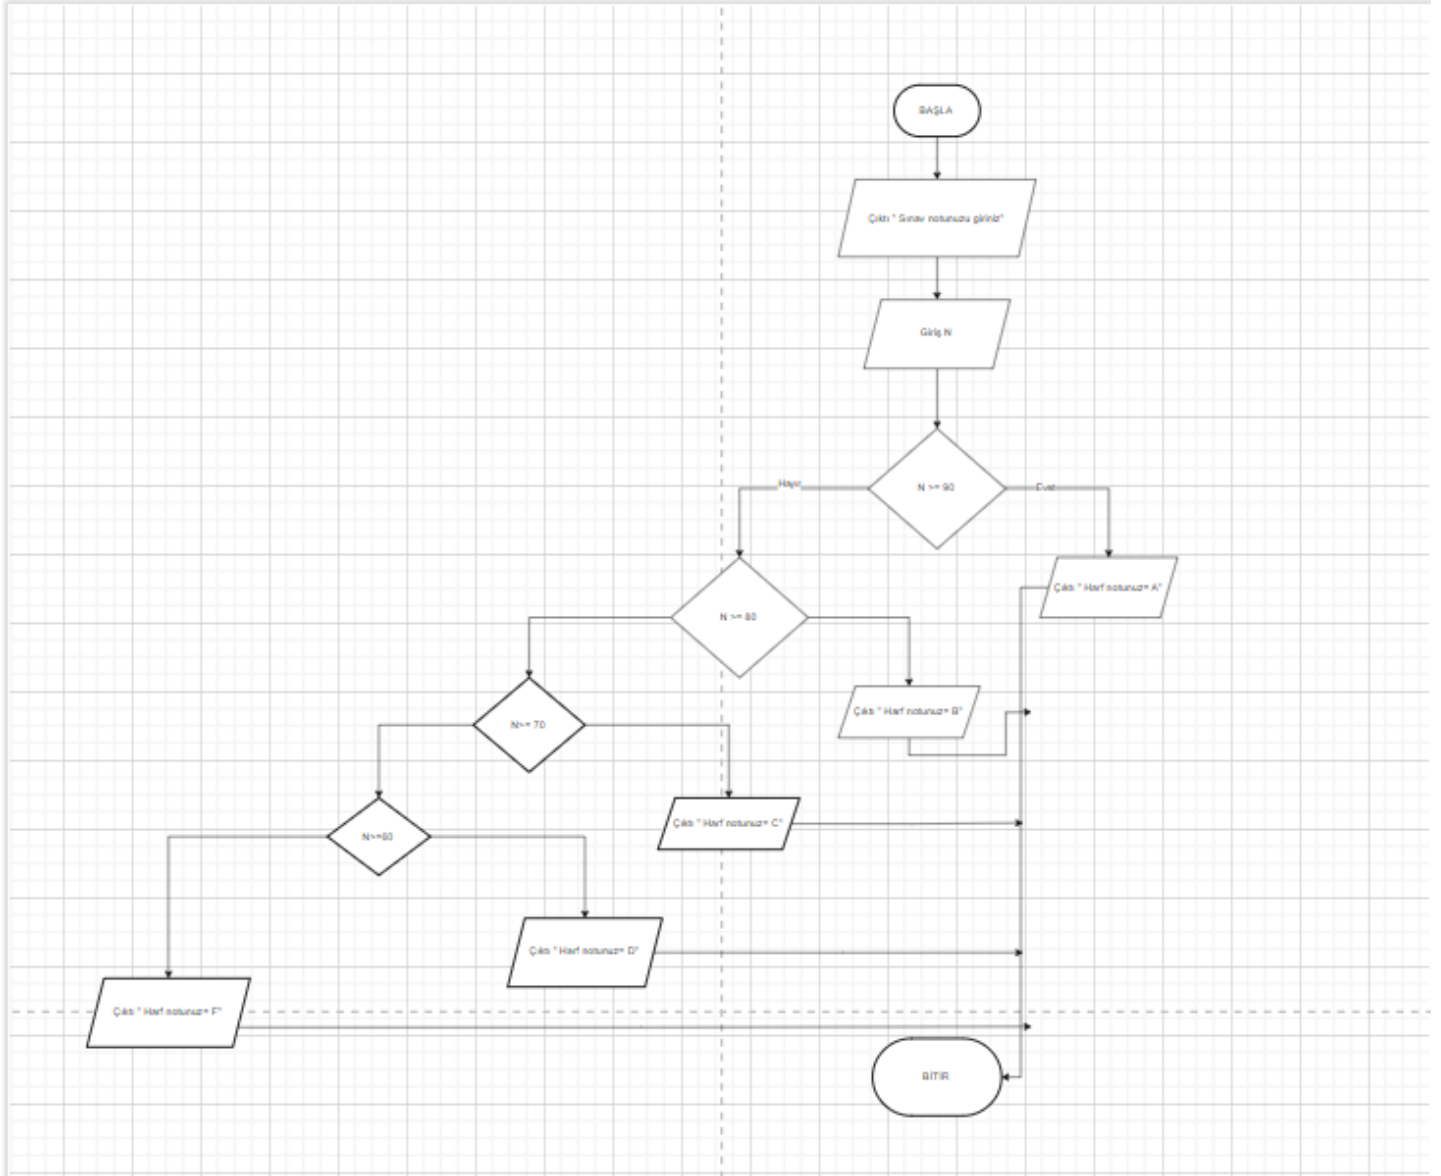 BAŞLA
Çıktı " Sınav notunuzu giriniz"
Giriş N
N >= 90
Hayır
Evet
Çıktı " Harf notunuz= A"
N >= 80
Çıktı " Harf notunuz= B"
N>= 70
Çıktı " Harf notunuz= C"
N>=60
Çıktı " Harf notunuz= D"
Çıktı " Harf notunuz= F"
BİTİR